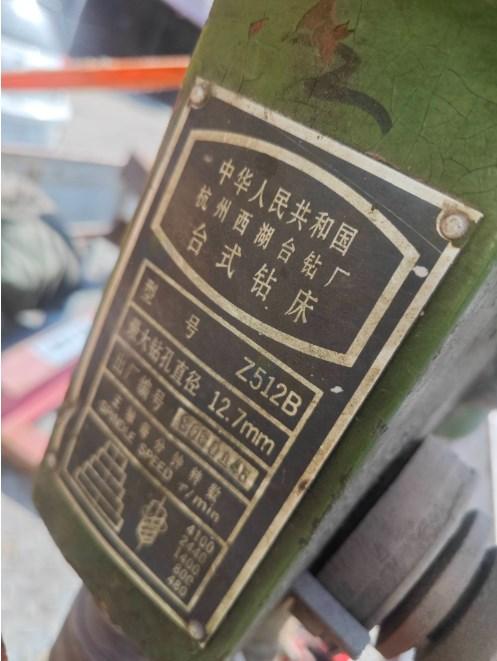 中华人民共和国
杭州西湖台钻厂
台式钻床
型号 Z512B
最大钻孔直径 12.7mm
出厂编号
主轴每分钟转数
SPINDLE SPEED r/min
4100
2440
1400
800
480